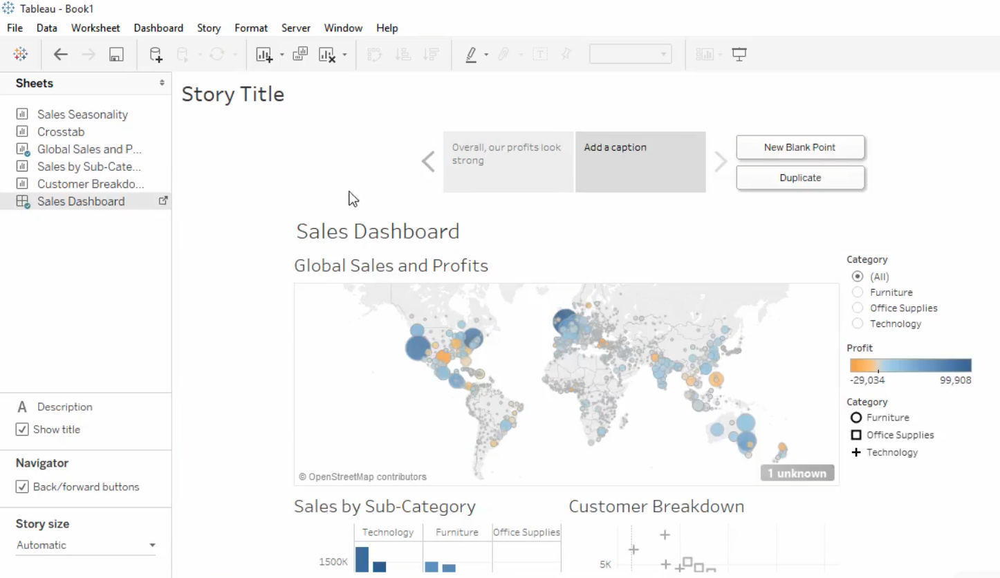 Tableau - Book1
File Data Worksheet Dashboard Story Format Server Window Help
Sheets
Sales Seasonality
Crosstab
Global Sales and P...
Sales by Sub-Cate...
Customer Breakdo...
Sales Dashboard
Description
Show title
Navigator
Back/forward buttons
Story size
Automatic
Story Title
Overall, our profits look
strong
Add a caption
New Blank Point
Duplicate
Sales Dashboard
Global Sales and Profits
© OpenStreetMap contributors
1 unknown
Category
(All)
Furniture
Office Supplies
Technology
Profit
-29,034 99,908
Category
Furniture
Office Supplies
Technology
Sales by Sub-Category
Technology Furniture Office Supplies
1500K
Customer Breakdown
5K